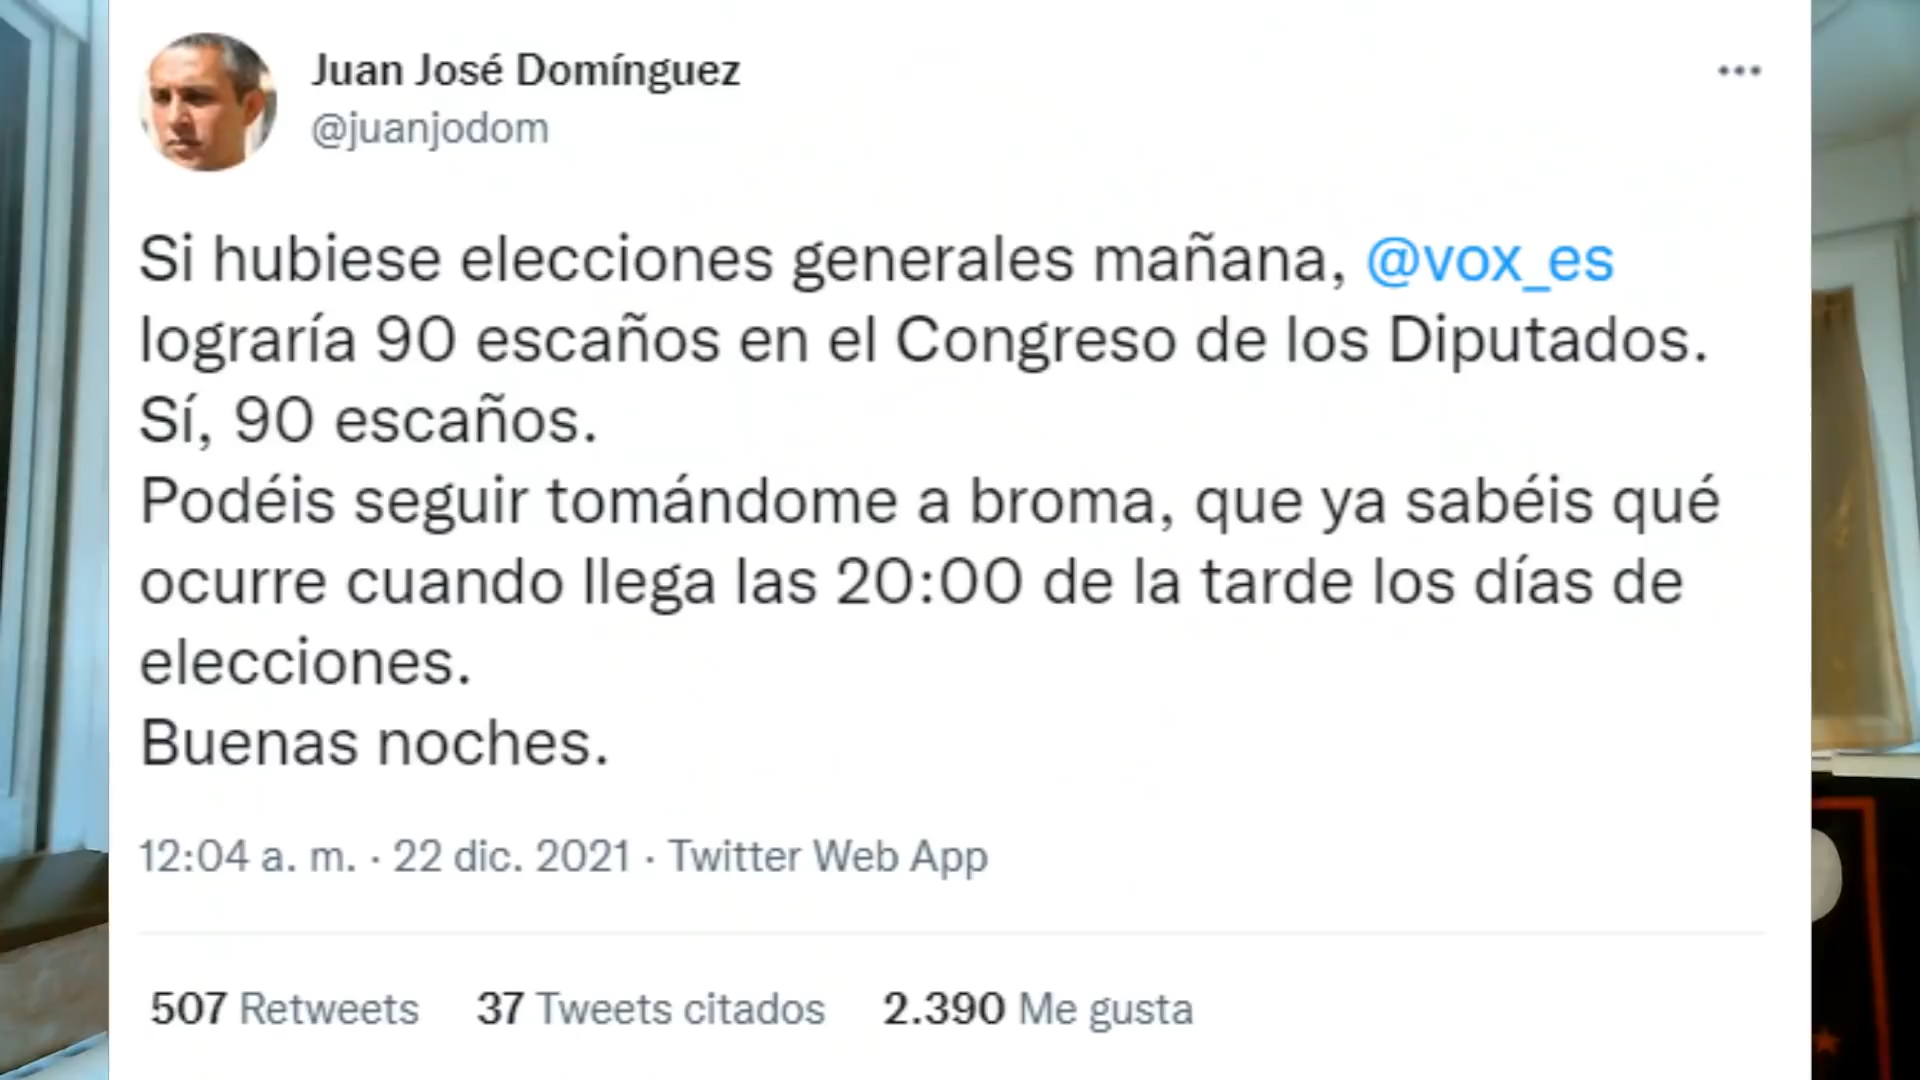 Juan José Domínguez
@juanjodom
Si hubiese elecciones generales mañana, @vox_es
lograría 90 escaños en el Congreso de los Diputados.
Sí, 90 escaños.
Podéis seguir tomándome a broma, que ya sabéis qué
ocurre cuando llega las 20:00 de la tarde los días de
elecciones.
Buenas noches.
12:04 a. m. · 22 dic. 2021 · Twitter Web App
507 Retweets 37 Tweets citados 2.390 Me gusta